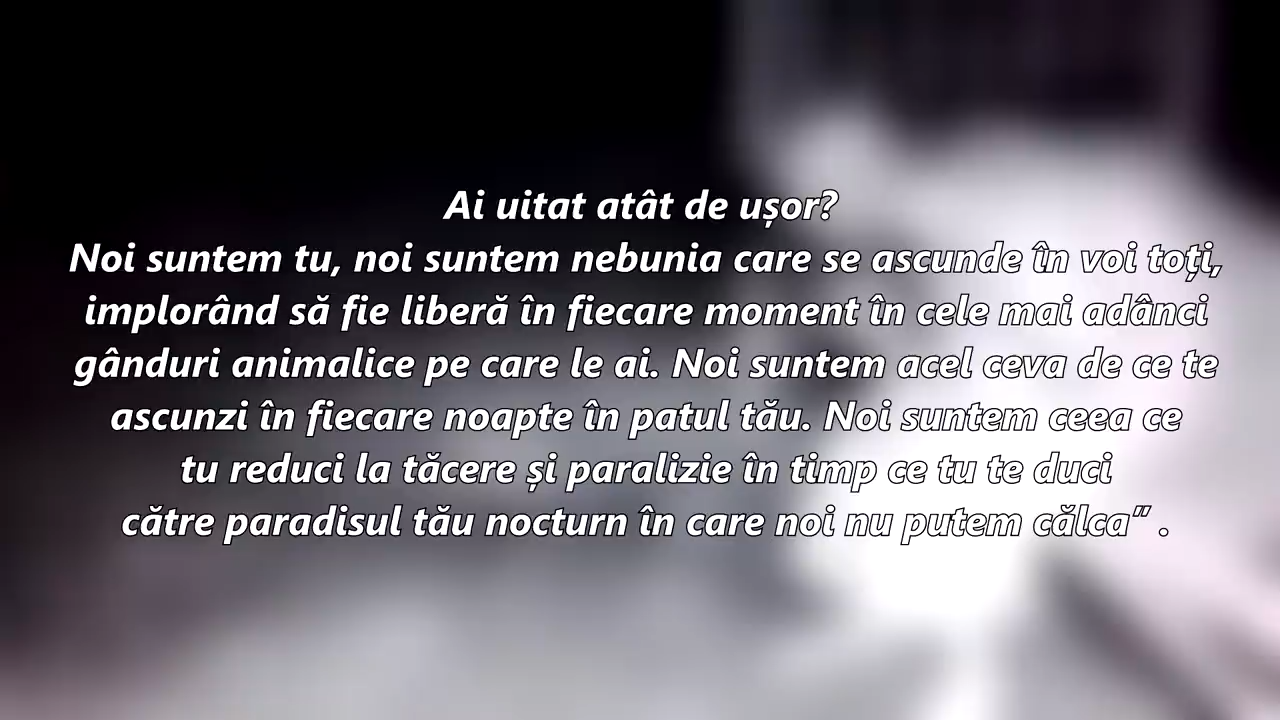 Ai uitat atât de ușor?
Noi suntem tu, noi suntem nebunia care se ascunde în voi toți,
implorând să fie liberă în fiecare moment în cele mai adânci
gânduri animalice pe care le ai. Noi suntem acel ceva de ce te
ascunzi în fiecare noapte în patul tău. Noi suntem ceea ce
tu reduci la tăcere și paralizie în timp ce tu te duci
către paradisul tău nocturn în care noi nu putem călca” .